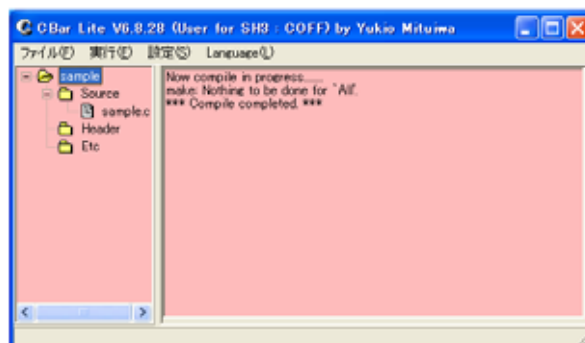 CBar Lite V6.8.28 (User for SH3 : COFF) by Yukio Mituiwa
ファイル(F) 実行(E) 設定(S) Language(L)
sample
Source
sample.c
Header
Etc
Now compile in progress......
make: Nothing to be done for `All'.
*** Compile completed. ***